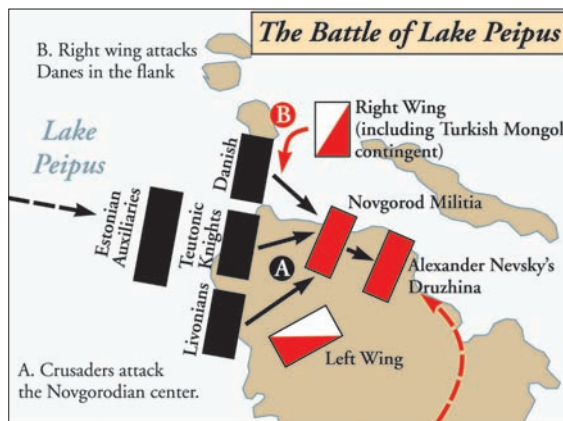 The Battle of Lake Peipus
B. Right wing attacks
Danes in the flank
Lake
Peipus
B
Right Wing
(including Turkish Mongol
contingent)
Danish
Estonian
Auxiliaries
Teutonic
Knights
Livonians
A
Novgorod Militia
Alexander Nevsky's
Druzhina
Left Wing
A. Crusaders attack
the Novgorodian center.